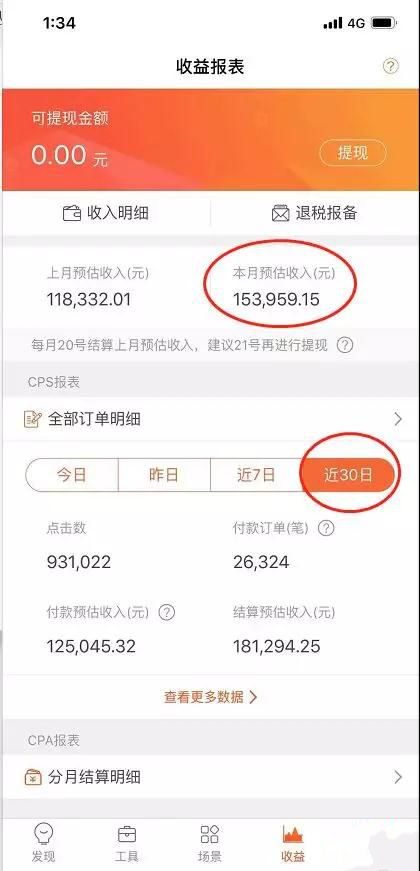 1:34 4G
收益报表 ?
可提现金额
0.00 元 提现
收入明细 退税报备
上月预估收入(元) 本月预估收入(元)
118,332.01 153,959.15
每月20号结算上月预估收入，建议21号再进行提现 ?
CPS报表
全部订单明细
今日 昨日 近7日 近30日
点击数 付款订单(笔) ?
931,022 26,324
付款预估收入(元) ? 结算预估收入(元)
125,045.32 181,294.25
查看更多数据
CPA报表
分月结算明细
发现 工具 场景 收益